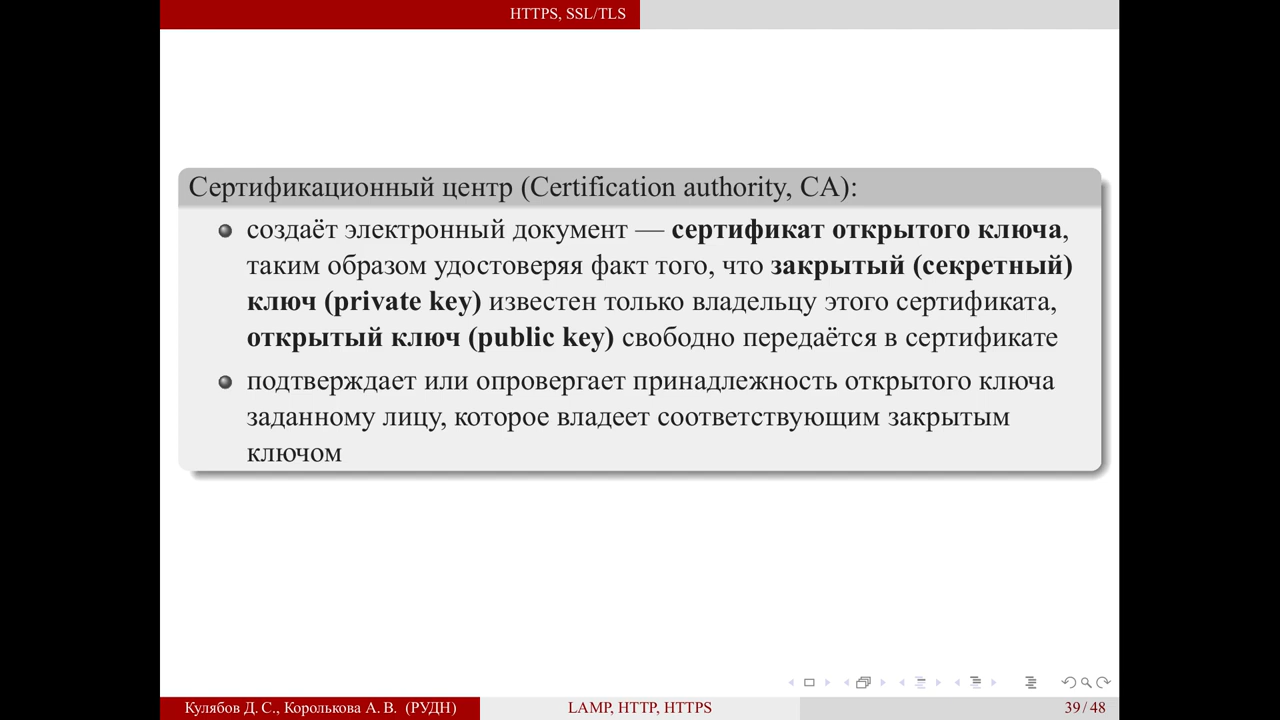 HTTPS, SSL/TLS
Сертификационный центр (Certification authority, CA):
создаёт электронный документ — сертификат открытого ключа,
таким образом удостоверяя факт того, что закрытый (секретный)
ключ (private key) известен только владельцу этого сертификата,
открытый ключ (public key) свободно передаётся в сертификате
подтверждает или опровергает принадлежность открытого ключа
заданному лицу, которое владеет соответствующим закрытым
ключом
Кулябов Д. С., Королькова А. В. (РУДН)
LAMP, HTTP, HTTPS
39 / 48